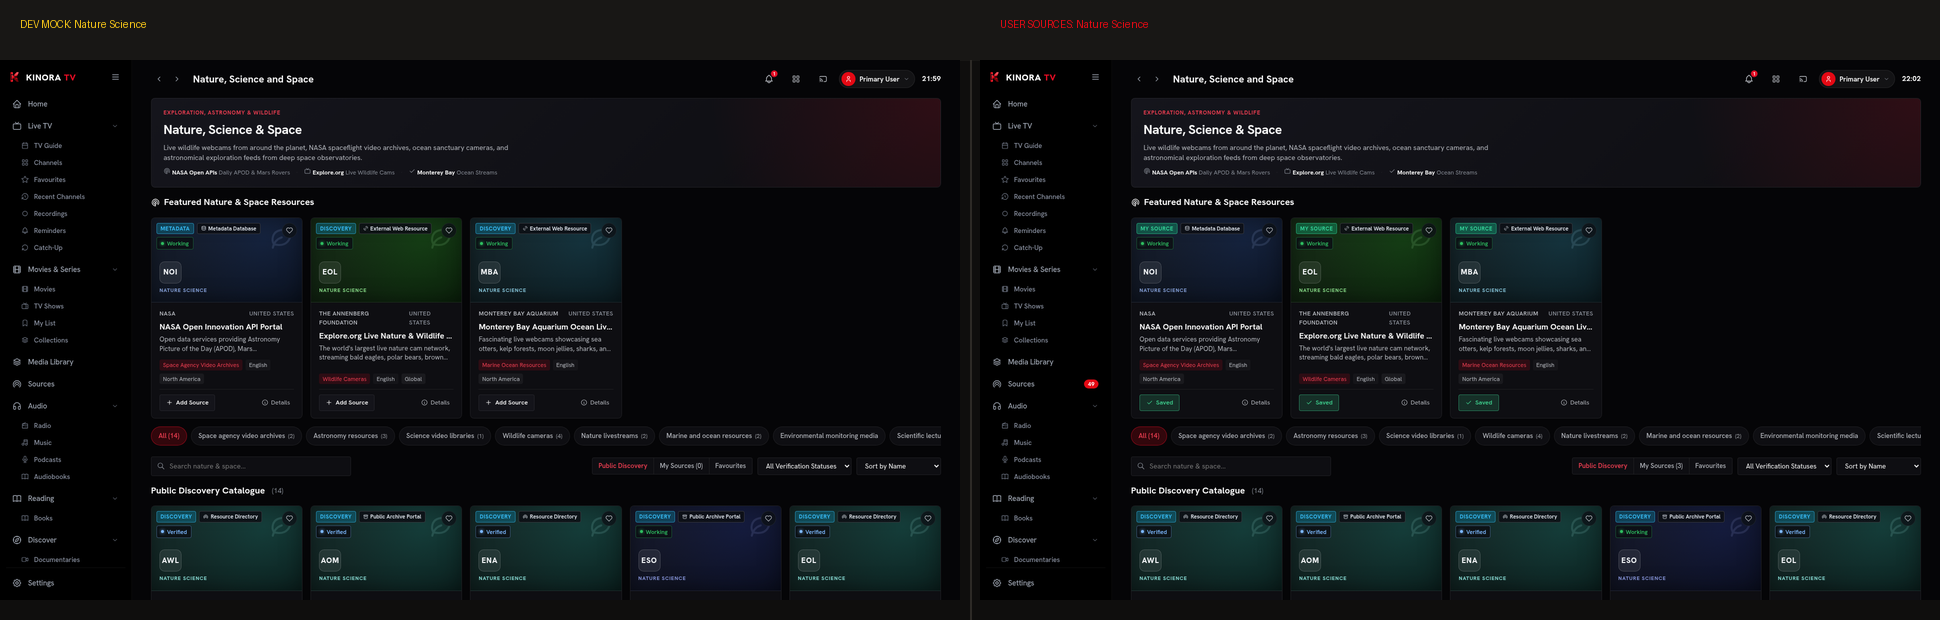 DEV MOCK: Nature Science
KINORA TV
Home
Live TV
TV Guide
Channels
Favourites
Recent Channels
Recordings
Reminders
Catch-Up
Movies & Series
Movies
TV Shows
My List
Collections
Media Library
Sources
Audio
Radio
Music
Podcasts
Audiobooks
Reading
Books
Discover
Documentaries
Settings
Nature, Science and Space
1
Primary User
21:59
EXPLORATION, ASTRONOMY & WILDLIFE
Nature, Science & Space
Live wildlife webcams from around the planet, NASA spaceflight video archives, ocean sanctuary cameras, and
astronomical exploration feeds from deep space observatories.
NASA Open APIs Daily APOD & Mars Rovers Explore.org Live Wildlife Cams Monterey Bay Ocean Streams
Featured Nature & Space Resources
METADATA Metadata Database
Working
NOI
NATURE SCIENCE
NASA UNITED STATES
NASA Open Innovation API Portal
Open data services providing Astronomy
Picture of the Day (APOD), Mars...
Space Agency Video Archives English
North America
+ Add Source Details
DISCOVERY External Web Resource
Working
EOL
NATURE SCIENCE
THE ANNENBERG FOUNDATION UNITED STATES
Explore.org Live Nature & Wildlife ...
The world's largest live nature cam network,
streaming bald eagles, polar bears, brown...
Wildlife Cameras English Global
+ Add Source Details
DISCOVERY External Web Resource
Working
MBA
NATURE SCIENCE
MONTEREY BAY AQUARIUM UNITED STATES
Monterey Bay Aquarium Ocean Liv...
Fascinating live webcams showcasing sea
otters, kelp forests, moon jellies, sharks, an...
Marine Ocean Resources English
North America
+ Add Source Details
All (14) Space agency video archives (2) Astronomy resources (3) Science video libraries (1) Wildlife cameras (4) Nature livestreams (2) Marine and ocean resources (2) Environmental monitoring media Scientific lectu
Search nature & space...
Public Discovery My Sources (0) Favourites All Verification Statuses Sort by Name
Public Discovery Catalogue (14)
DISCOVERY Resource Directory
Verified
AWL
NATURE SCIENCE
DISCOVERY Public Archive Portal
Verified
AOM
NATURE SCIENCE
DISCOVERY Resource Directory
Verified
ENA
NATURE SCIENCE
DISCOVERY Public Archive Portal
Working
ESO
NATURE SCIENCE
DISCOVERY Resource Directory
Verified
EOL
NATURE SCIENCE
USER SOURCES: Nature Science
KINORA TV
Home
Live TV
TV Guide
Channels
Favourites
Recent Channels
Recordings
Reminders
Catch-Up
Movies & Series
Movies
TV Shows
My List
Collections
Media Library
Sources 49
Audio
Radio
Music
Podcasts
Audiobooks
Reading
Books
Discover
Documentaries
Settings
Nature, Science and Space
1
Primary User
22:02
EXPLORATION, ASTRONOMY & WILDLIFE
Nature, Science & Space
Live wildlife webcams from around the planet, NASA spaceflight video archives, ocean sanctuary cameras, and
astronomical exploration feeds from deep space observatories.
NASA Open APIs Daily APOD & Mars Rovers Explore.org Live Wildlife Cams Monterey Bay Ocean Streams
Featured Nature & Space Resources
MY SOURCE Metadata Database
Working
NOI
NATURE SCIENCE
NASA UNITED STATES
NASA Open Innovation API Portal
Open data services providing Astronomy
Picture of the Day (APOD), Mars...
Space Agency Video Archives English
North America
Saved Details
MY SOURCE External Web Resource
Working
EOL
NATURE SCIENCE
THE ANNENBERG FOUNDATION UNITED STATES
Explore.org Live Nature & Wildlife ...
The world's largest live nature cam network,
streaming bald eagles, polar bears, brown...
Wildlife Cameras English Global
Saved Details
MY SOURCE External Web Resource
Working
MBA
NATURE SCIENCE
MONTEREY BAY AQUARIUM UNITED STATES
Monterey Bay Aquarium Ocean Liv...
Fascinating live webcams showcasing sea
otters, kelp forests, moon jellies, sharks, an...
Marine Ocean Resources English
North America
Saved Details
All (14) Space agency video archives (2) Astronomy resources (3) Science video libraries (1) Wildlife cameras (4) Nature livestreams (2) Marine and ocean resources (2) Environmental monitoring media Scientific lectu
Search nature & space...
Public Discovery My Sources (3) Favourites All Verification Statuses Sort by Name
Public Discovery Catalogue (14)
DISCOVERY Resource Directory
Verified
AWL
NATURE SCIENCE
DISCOVERY Public Archive Portal
Verified
AOM
NATURE SCIENCE
DISCOVERY Resource Directory
Verified
ENA
NATURE SCIENCE
DISCOVERY Public Archive Portal
Working
ESO
NATURE SCIENCE
DISCOVERY Resource Directory
Verified
EOL
NATURE SCIENCE